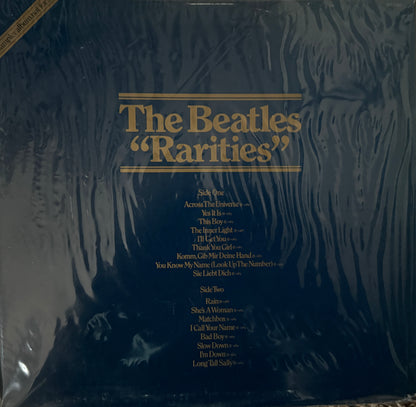 The Beatles
"Rarities"
Side One
Across The Universe
Yes It Is
This Boy
The Inner Light
I'll Get You
Thank You Girl
Komm, Gib Mir Deine Hand
You Know My Name (Look Up The Number)
Sie Liebt Dich
Side Two
Rain
She's A Woman
Matchbox
I Call Your Name
Bad Boy
Slow Down
I'm Down
Long Tall Sally